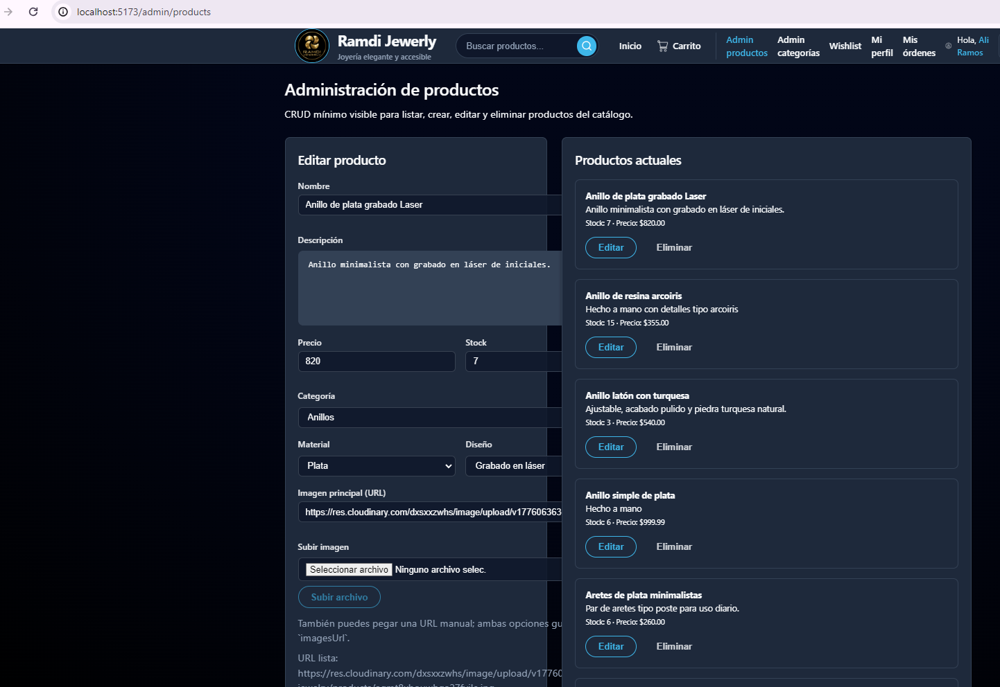 localhost:5173/admin/products
RAMDI
Ramdi Jewerly
Joyería elegante y accesible
Buscar productos...
Inicio
Carrito
Admin
productos
Admin
categorías
Wishlist
Mi
perfil
Mis
órdenes
Hola, Ali
Ramos
Administración de productos
CRUD mínimo visible para listar, crear, editar y eliminar productos del catálogo.
Editar producto
Nombre
Anillo de plata grabado Laser
Descripción
Anillo minimalista con grabado en láser de iniciales.
Precio
Stock
820
7
Categoría
Anillos
Material
Diseño
Plata
Grabado en láser
Imagen principal (URL)
https://res.cloudinary.com/dxsxxzwhs/image/upload/v177606363
Subir imagen
Seleccionar archivo Ninguno archivo selec.
Subir archivo
También puedes pegar una URL manual; ambas opciones gu
`imagesUrl`.
URL lista:
https://res.cloudinary.com/dxsxxzwhs/image/upload/v17760
Productos actuales
Anillo de plata grabado Laser
Anillo minimalista con grabado en láser de iniciales.
Stock: 7 · Precio: $820.00
Editar
Eliminar
Anillo de resina arcoiris
Hecho a mano con detalles tipo arcoiris
Stock: 15 · Precio: $355.00
Editar
Eliminar
Anillo latón con turquesa
Ajustable, acabado pulido y piedra turquesa natural.
Stock: 3 · Precio: $540.00
Editar
Eliminar
Anillo simple de plata
Hecho a mano
Stock: 6 · Precio: $999.99
Editar
Eliminar
Aretes de plata minimalistas
Par de aretes tipo poste para uso diario.
Stock: 6 · Precio: $260.00
Editar
Eliminar